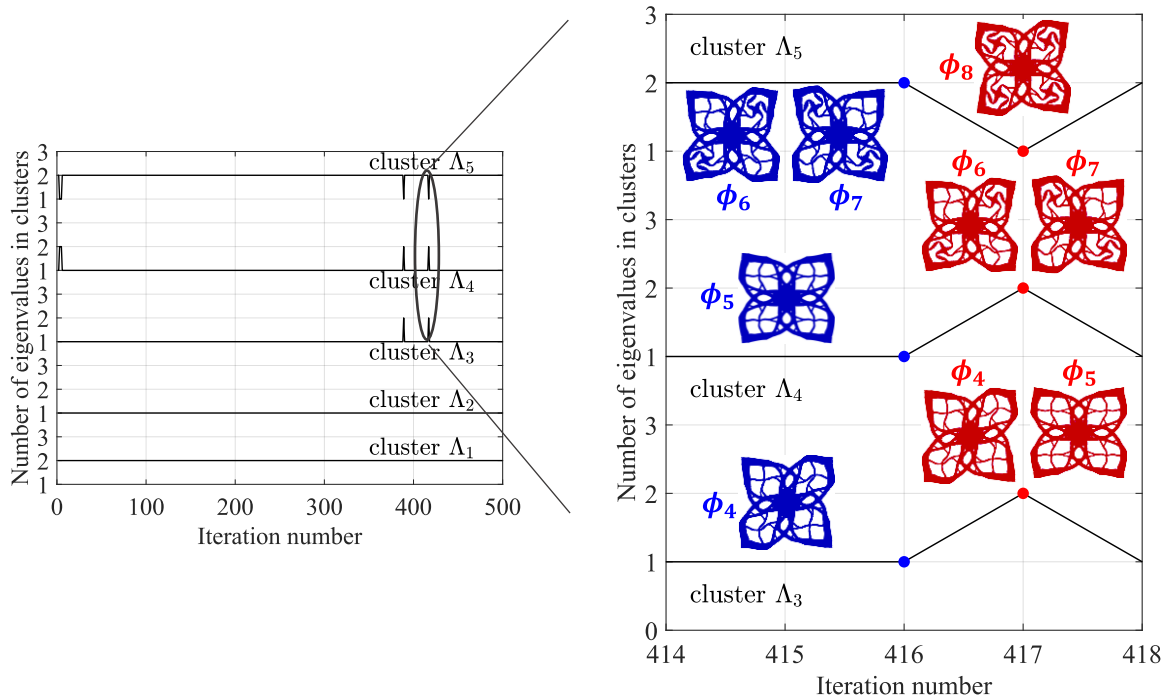 Number of eigenvalues in clusters
3
cluster Λ5
2
1
3
2
1
cluster Λ4
3
2
1
cluster Λ3
3
2
cluster Λ2
1
3
cluster Λ1
2
1
0 100 200 300 400 500
Iteration number
Number of eigenvalues in clusters
3
cluster Λ5
ϕ8
2
1
ϕ6 ϕ7
ϕ6 ϕ7
3
ϕ5
2
1
cluster Λ4
ϕ4 ϕ5
3
2
ϕ4
1
cluster Λ3
0
414 415 416 417 418
Iteration number